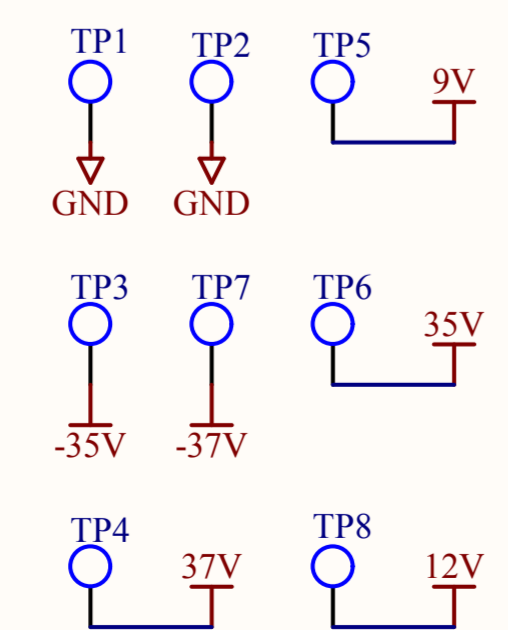 TP1 TP2 TP5
9V
GND GND
TP3 TP7 TP6
35V
-35V -37V
TP4 TP8
37V 12V